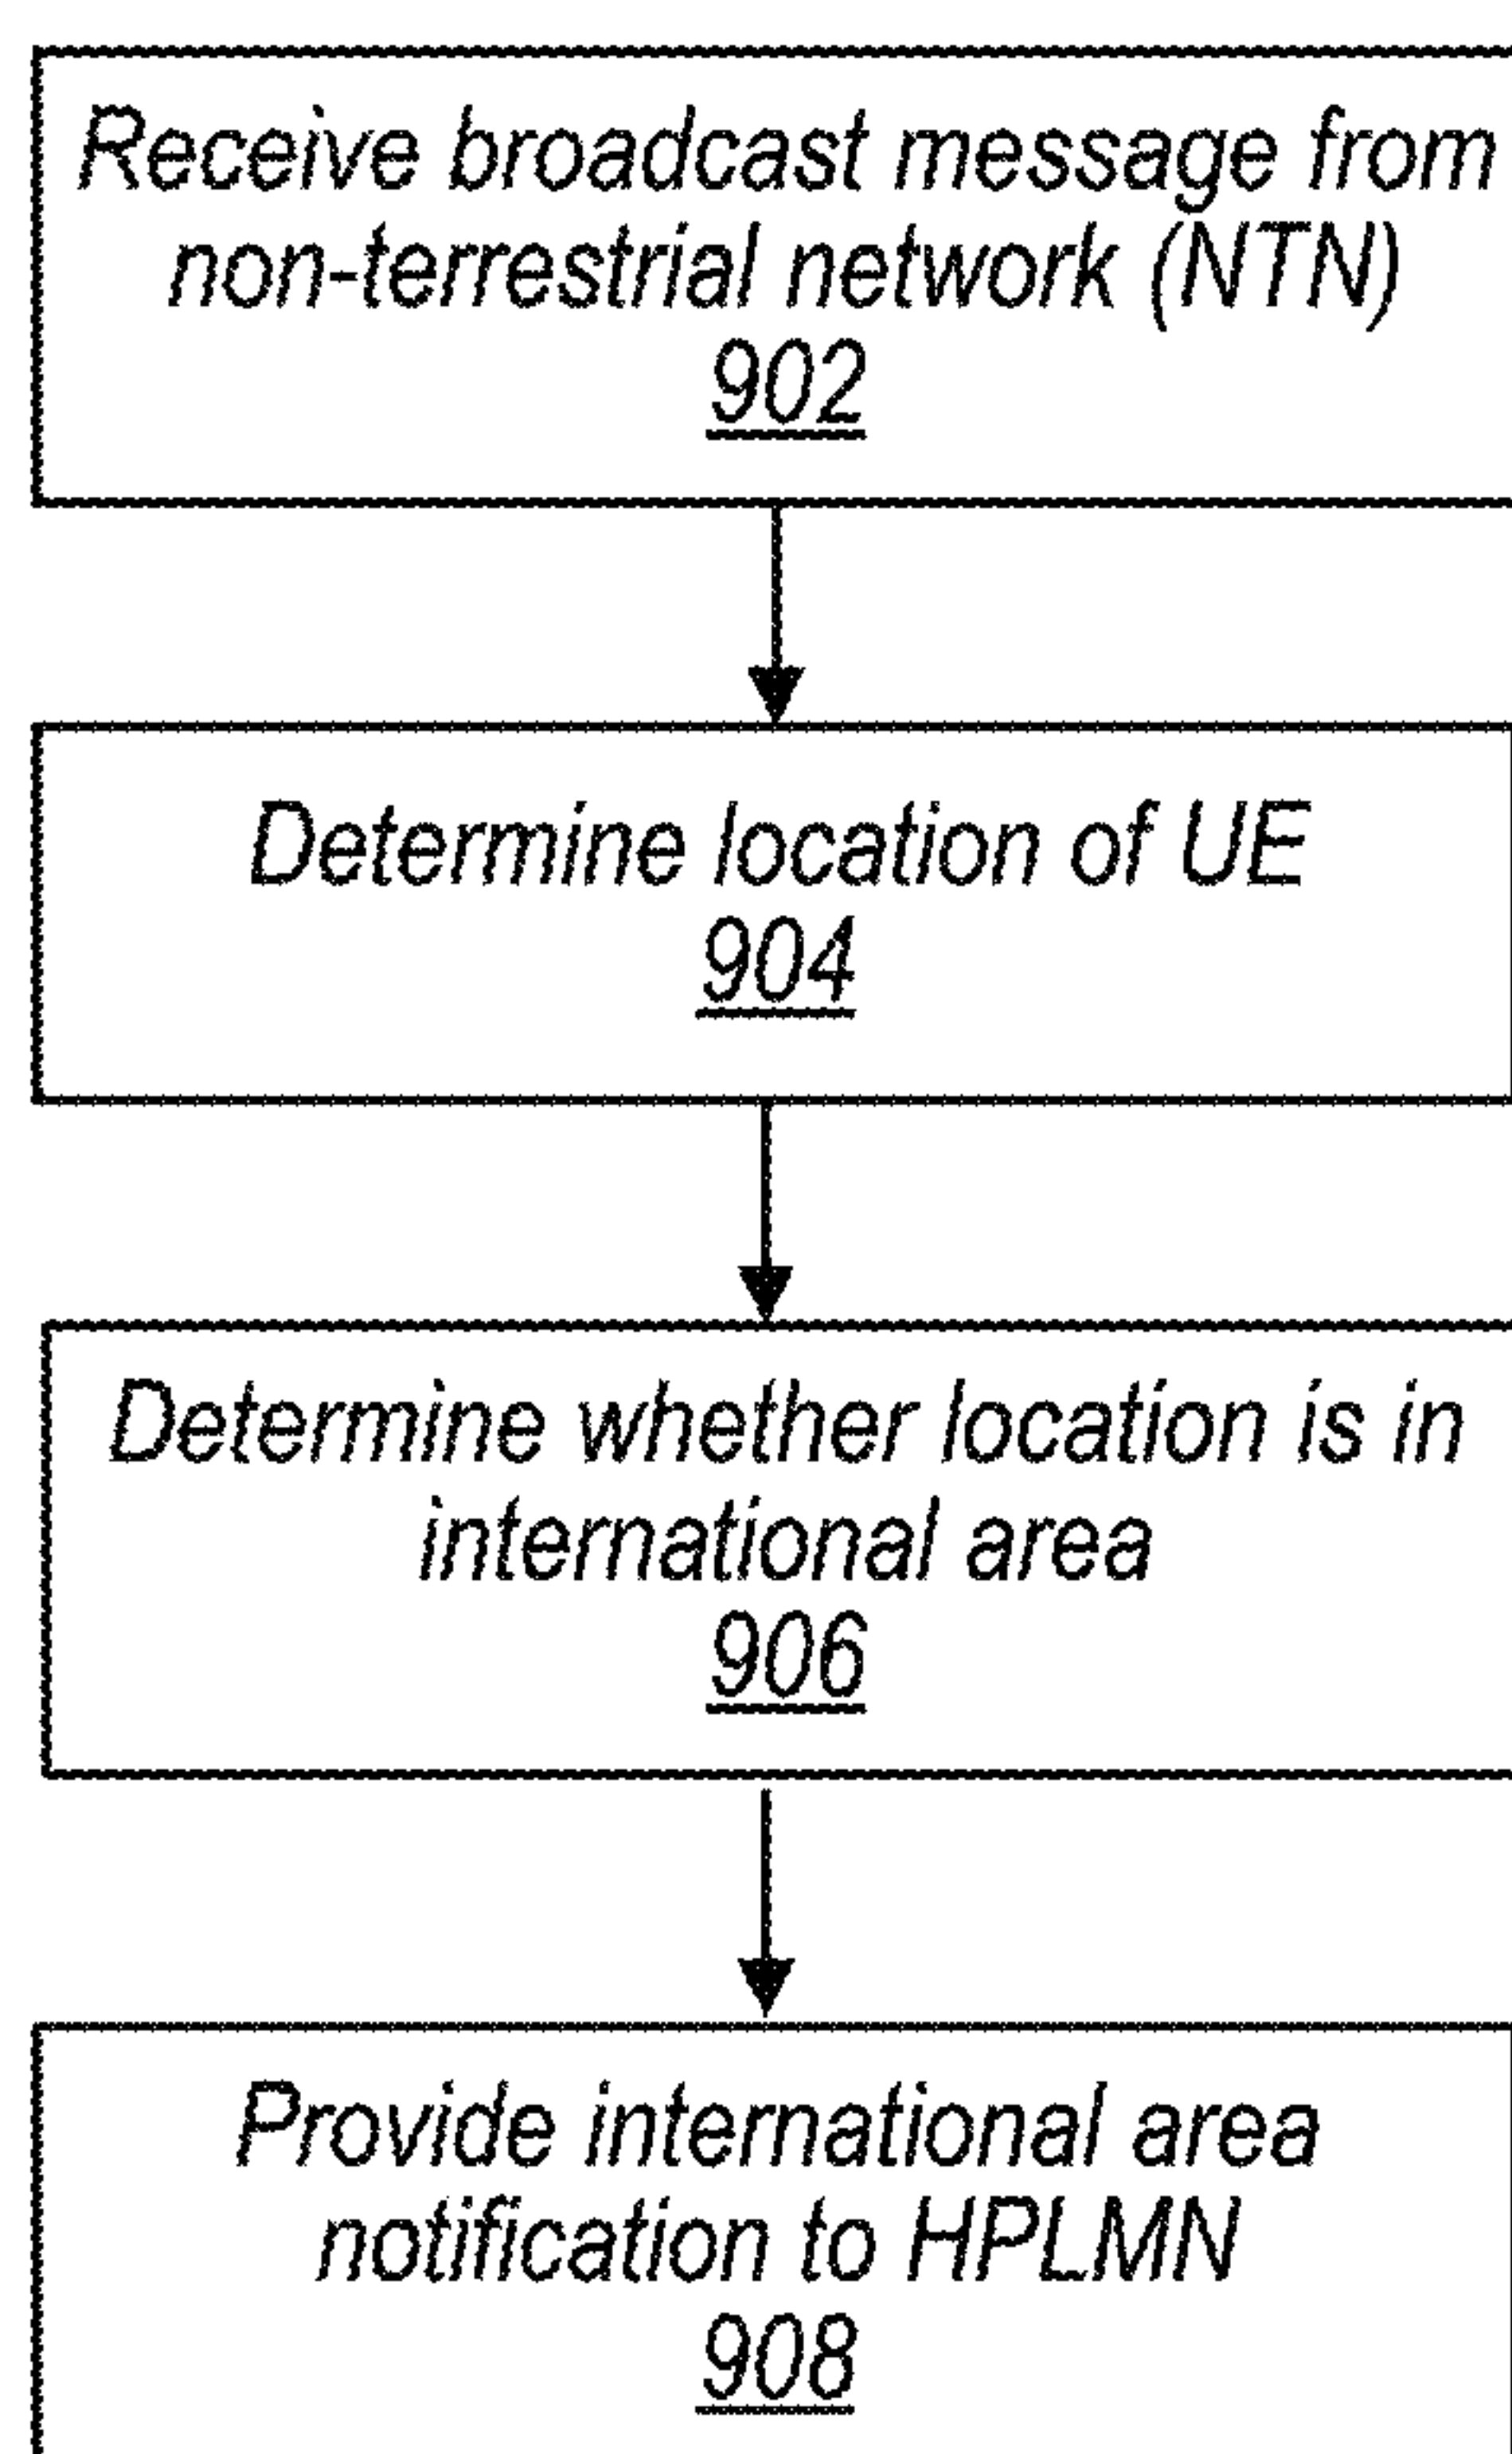 Receive broadcast message from
non-terrestrial network (NTN)
902
Determine location of UE
904
Determine whether location is in
international area
906
Provide international area
notification to HPLMN
908